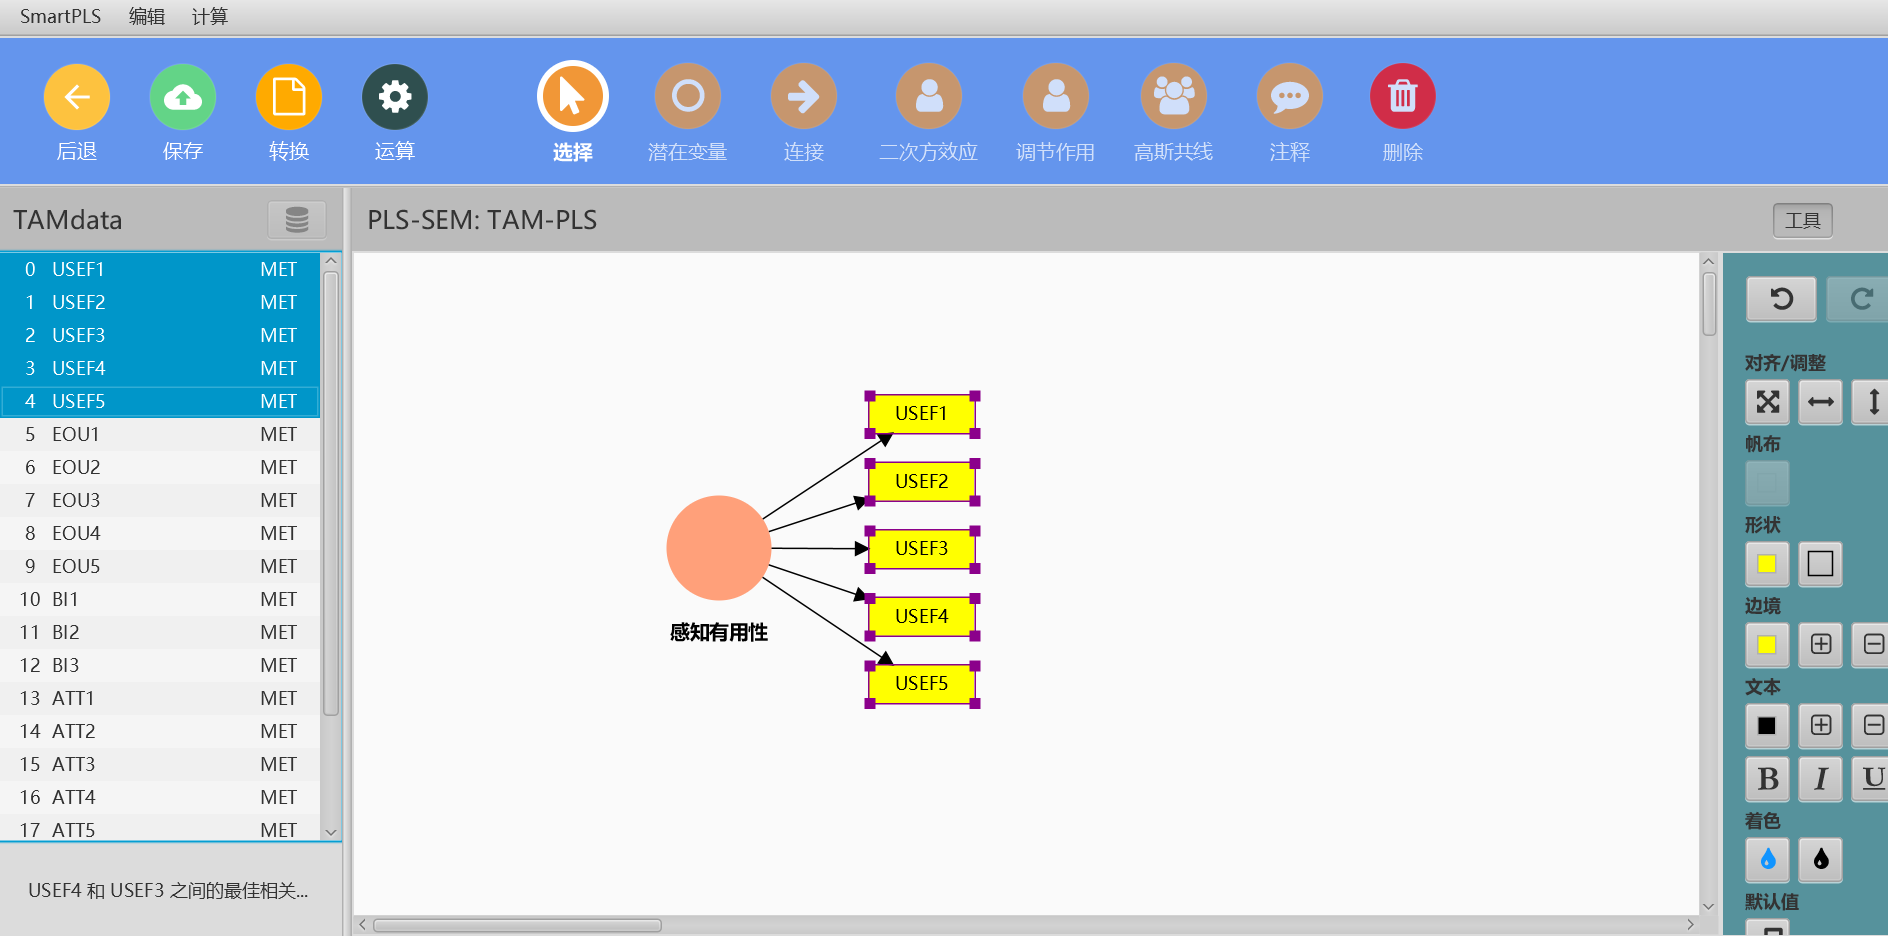 SmartPLS 编辑 计算
后退 保存 转换 运算 选择 潜在变量 连接 二次方效应 调节作用 高斯共线 注释 删除
TAMdata
PLS-SEM: TAM-PLS
工具
0 USEF1 MET
1 USEF2 MET
2 USEF3 MET
3 USEF4 MET
4 USEF5 MET
5 EOU1 MET
6 EOU2 MET
7 EOU3 MET
8 EOU4 MET
9 EOU5 MET
10 BI1 MET
11 BI2 MET
12 BI3 MET
13 ATT1 MET
14 ATT2 MET
15 ATT3 MET
16 ATT4 MET
17 ATT5 MET
USEF4 和 USEF3 之间的最佳相关...
USEF1
USEF2
USEF3
USEF4
USEF5
感知有用性
对齐/调整
帆布
形状
边境
文本
B I U
着色
默认值